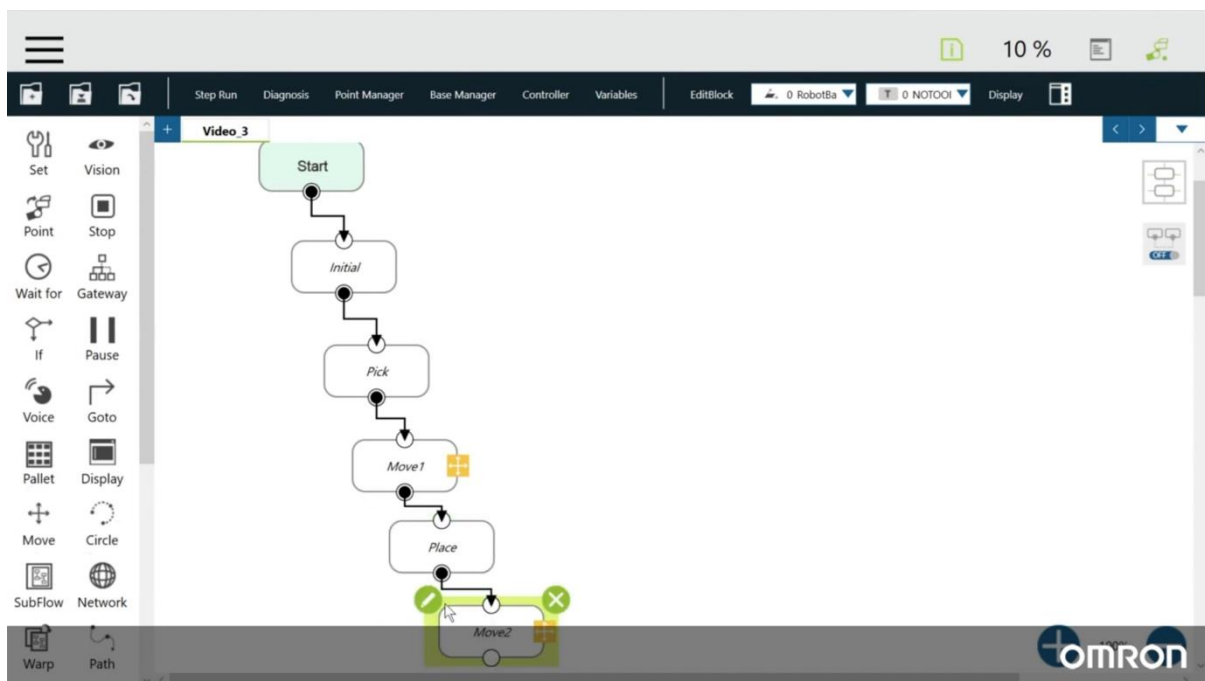 10 %
Step Run Diagnosis Point Manager Base Manager Controller Variables EditBlock 0 RobotBa T 0 NOTOOl Display
Video_3
Set Vision
Point Stop
Wait for Gateway
If Pause
Voice Goto
Pallet Display
Move Circle
SubFlow Network
Warp Path
Start
Initial
Pick
Move1
Place
Move2
OFF
100%
OMRON